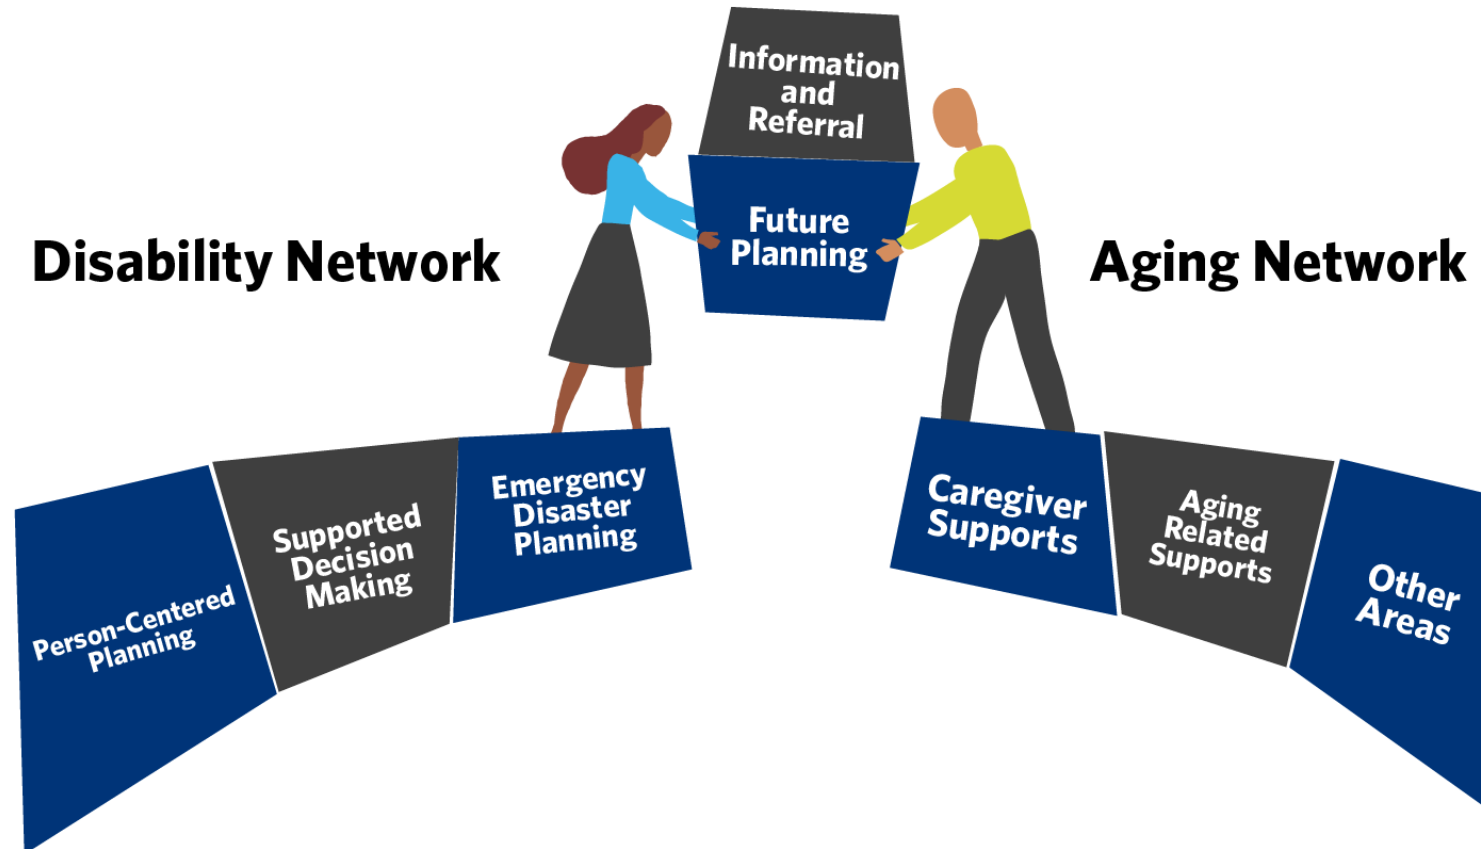 Information
and
Referral
Future
Planning
Disability Network
Aging Network
Person-Centered
Planning
Supported
Decision
Making
Emergency
Disaster
Planning
Caregiver
Supports
Aging
Related
Supports
Other
Areas